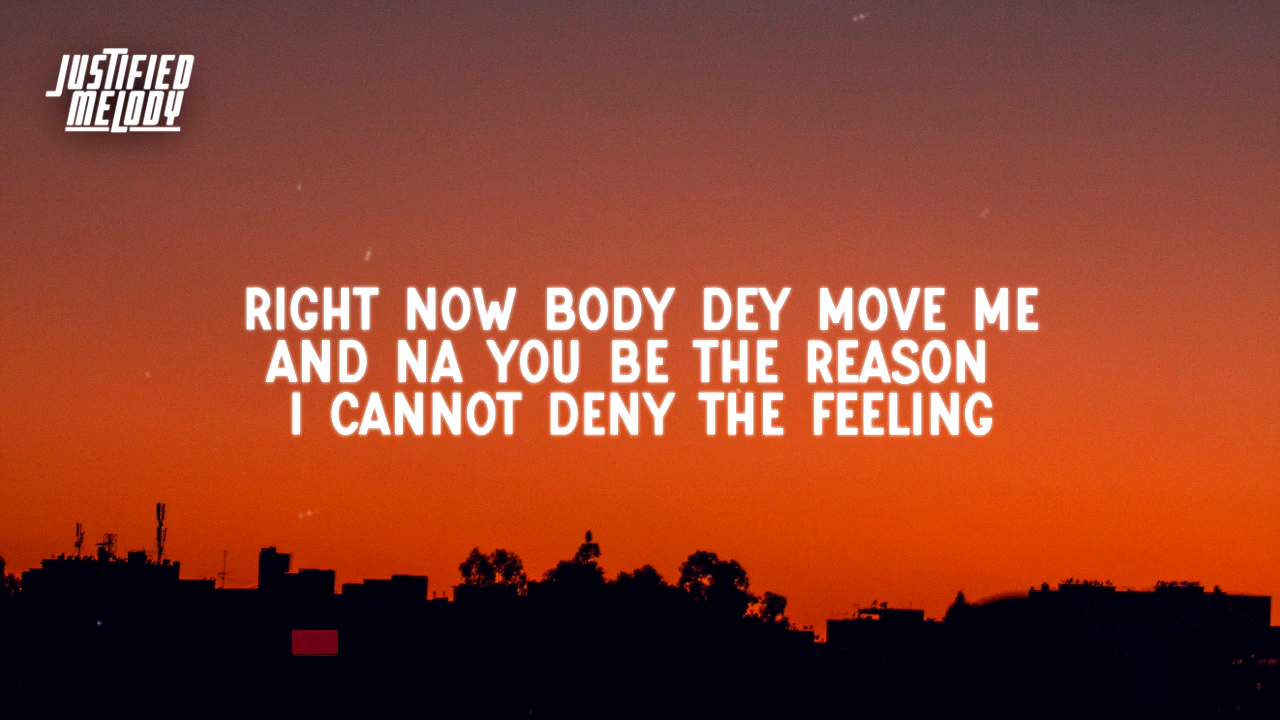 JUSTIFIED
MELODY
RIGHT NOW BODY DEY MOVE ME
AND NA YOU BE THE REASON
I CANNOT DENY THE FEELING